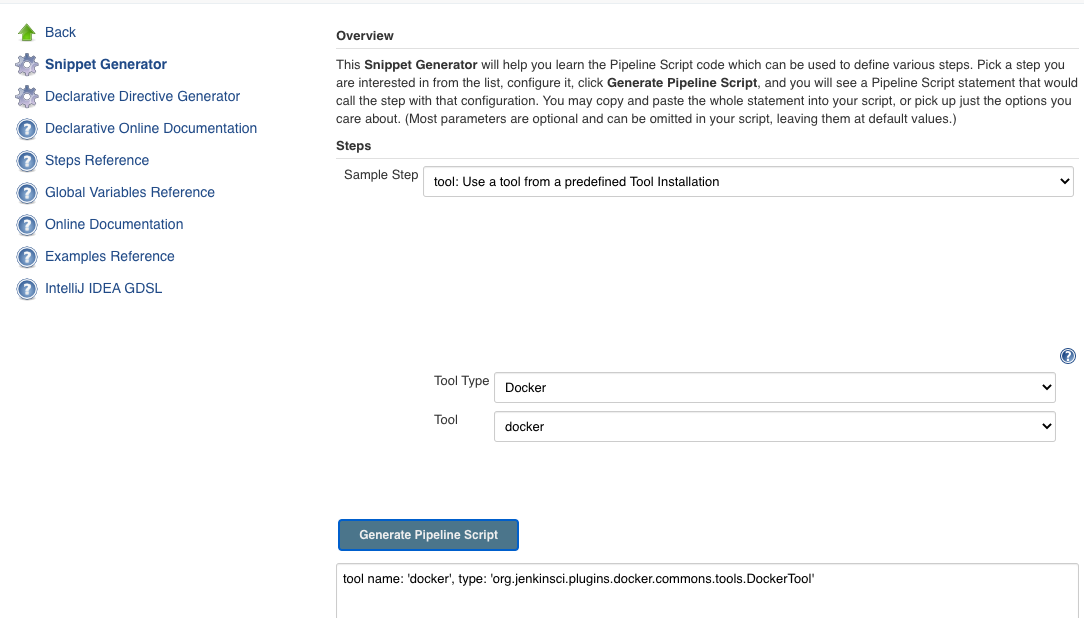 Back
Snippet Generator
Declarative Directive Generator
Declarative Online Documentation
Steps Reference
Global Variables Reference
Online Documentation
Examples Reference
IntelliJ IDEA GDSL
Overview
This Snippet Generator will help you learn the Pipeline Script code which can be used to define various steps. Pick a step you
are interested in from the list, configure it, click Generate Pipeline Script, and you will see a Pipeline Script statement that would
call the step with that configuration. You may copy and paste the whole statement into your script, or pick up just the options you
care about. (Most parameters are optional and can be omitted in your script, leaving them at default values.)
Steps
Sample Step
tool: Use a tool from a predefined Tool Installation
Tool Type
Docker
Tool
docker
Generate Pipeline Script
tool name: 'docker', type: 'org.jenkinsci.plugins.docker.commons.tools.DockerTool'